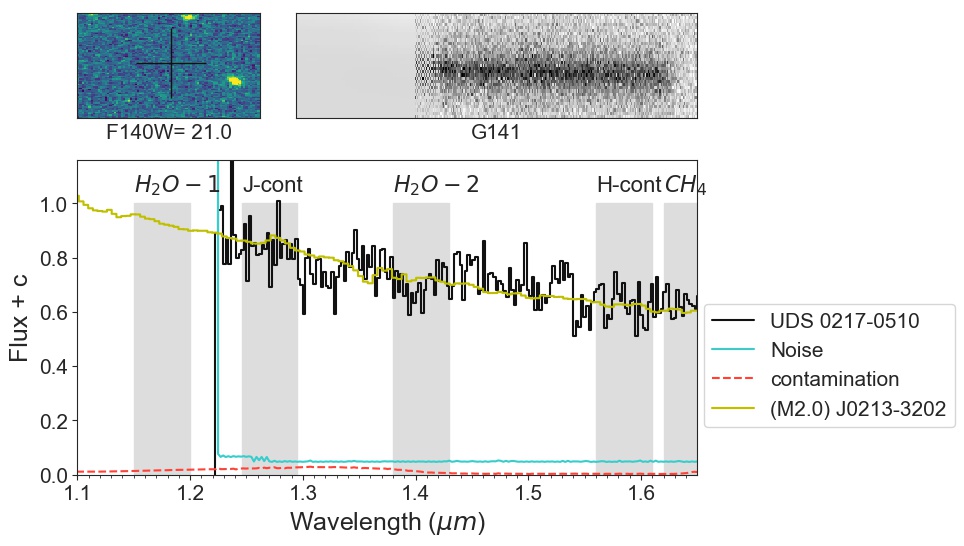 F140W= 21.0
G141
H₂O − 1
J-cont
H₂O − 2
H-cont
CH₄
1.0
0.8
0.6
0.4
0.2
0.0
Flux + c
1.1
1.2
1.3
1.4
1.5
1.6
Wavelength (μm)
UDS 0217-0510
Noise
contamination
(M2.0) J0213-3202